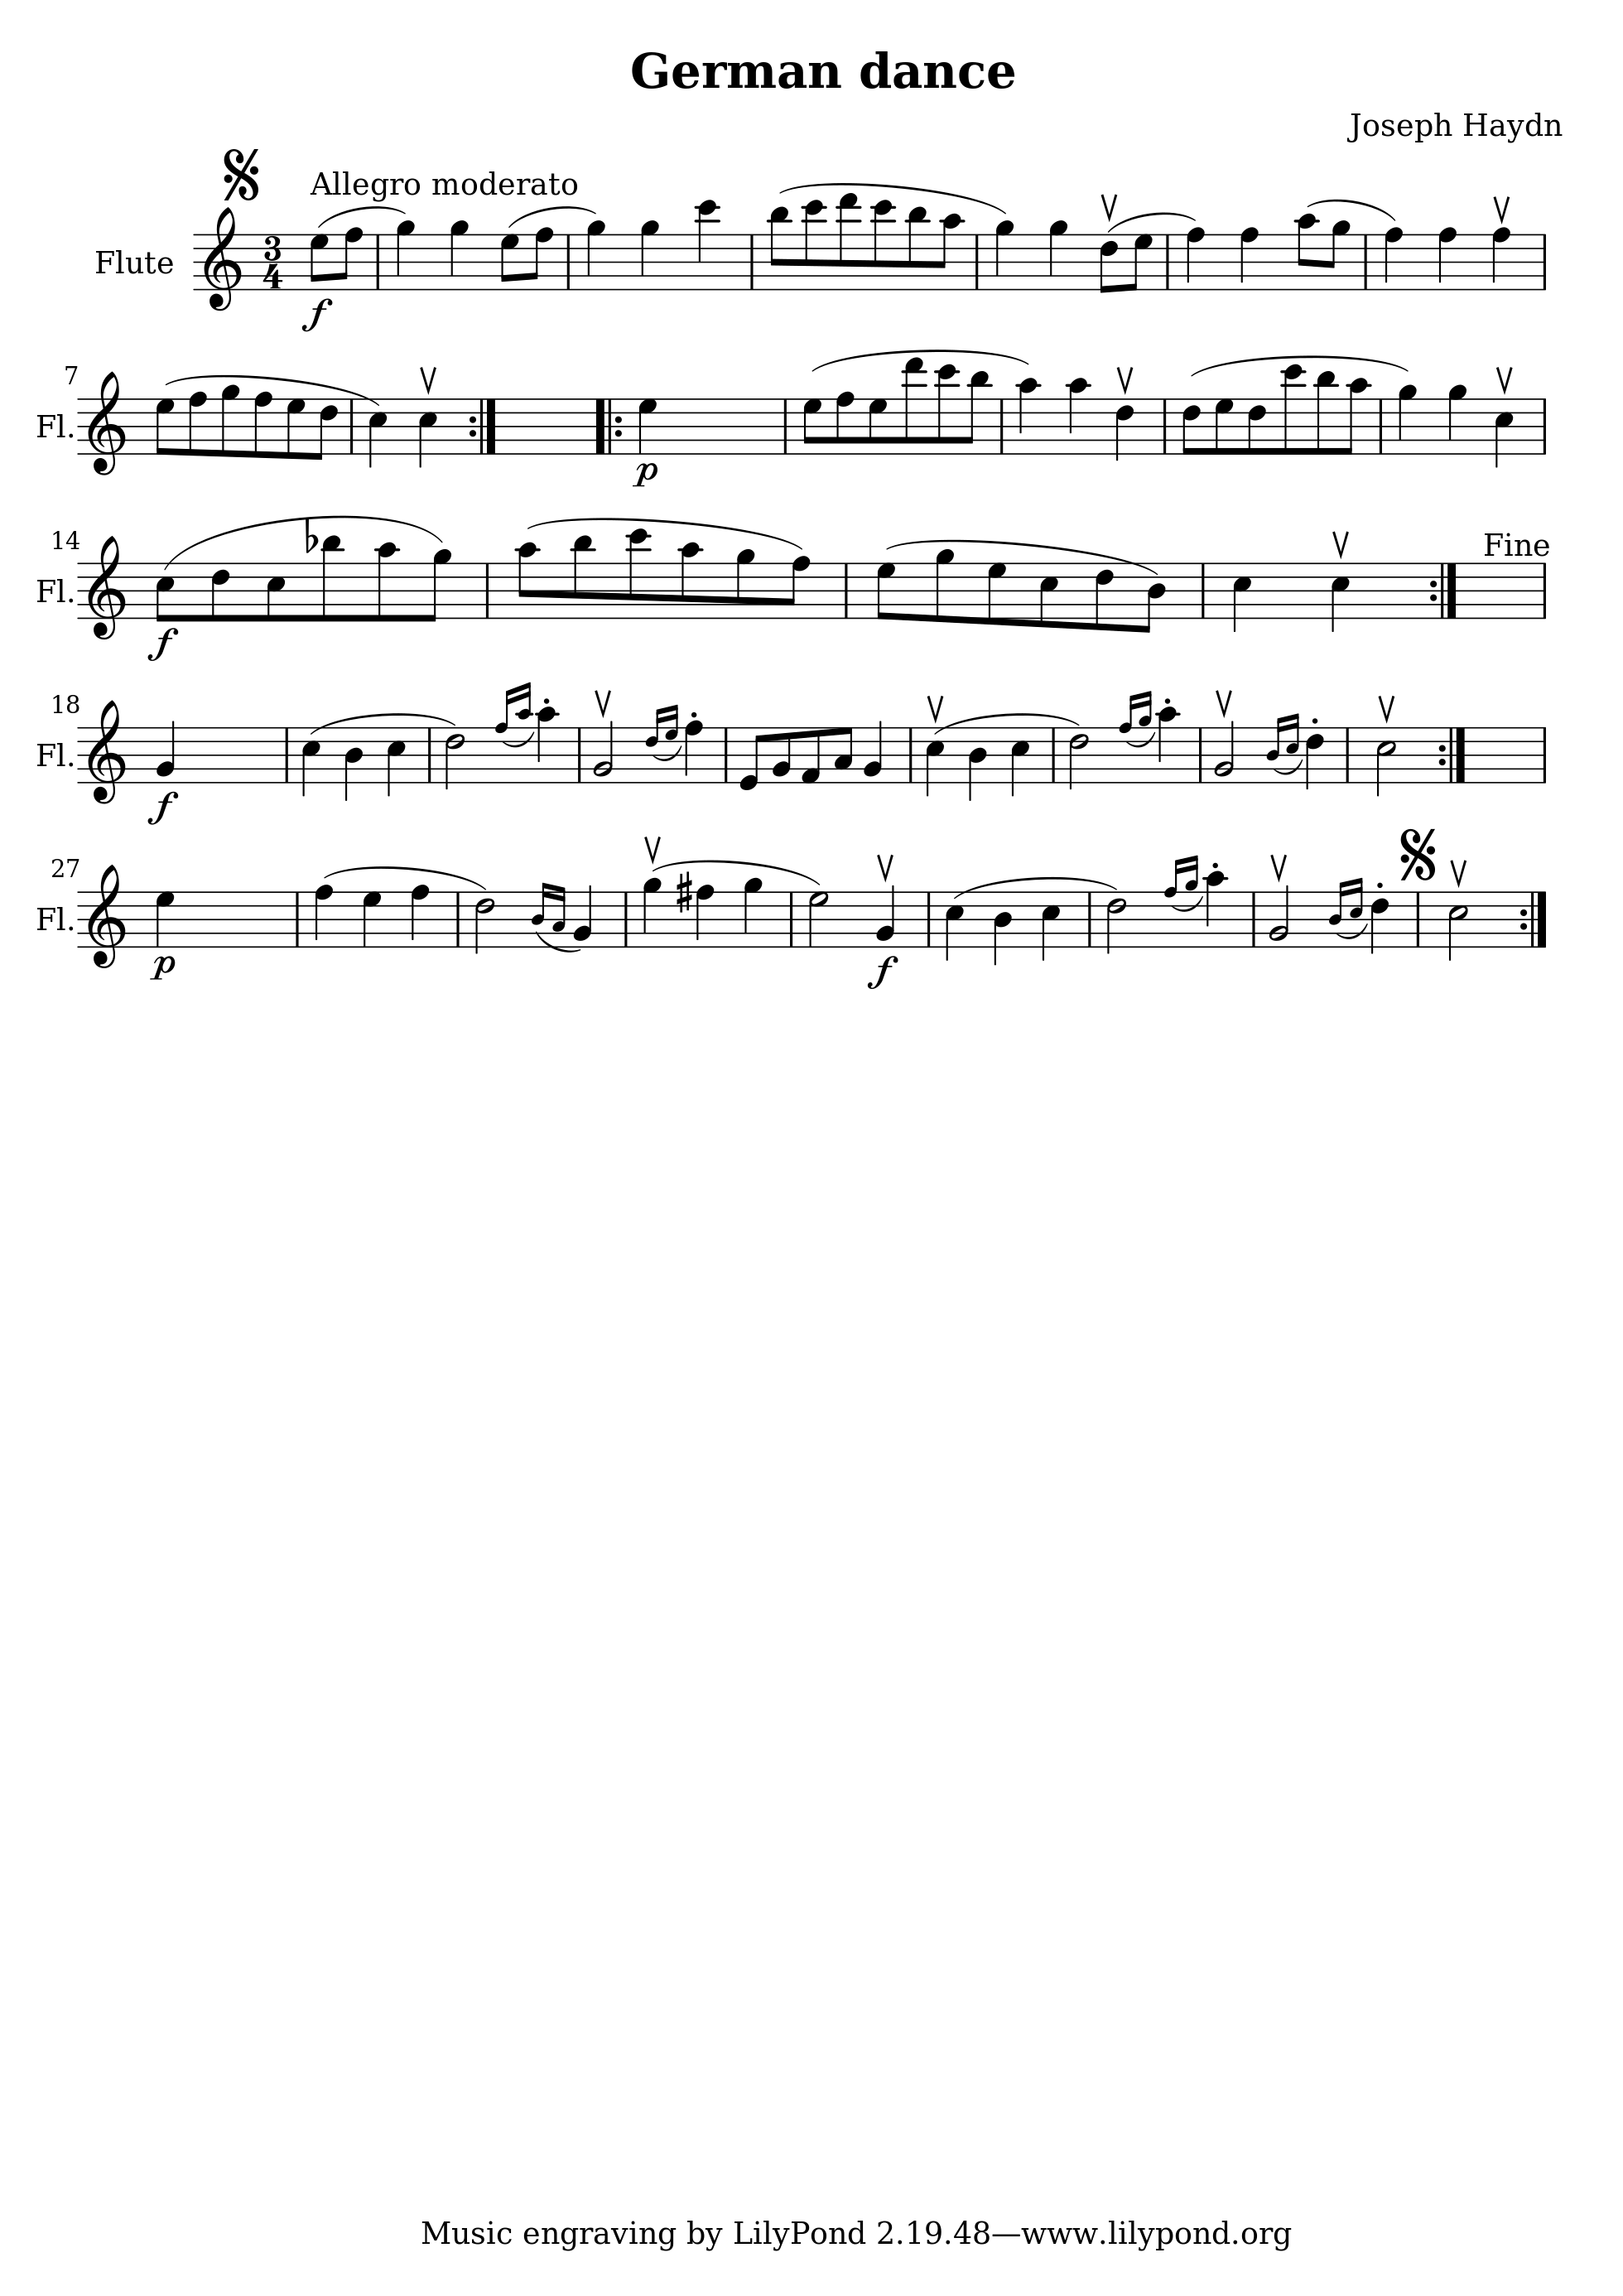 German dance
Joseph Haydn
Allegro moderato
Flute
3
4
f
7
Fl.
p
14
Fl.
f
Fine
18
Fl.
f
27
Fl.
p
f
Music engraving by LilyPond 2.19.48—www.lilypond.org